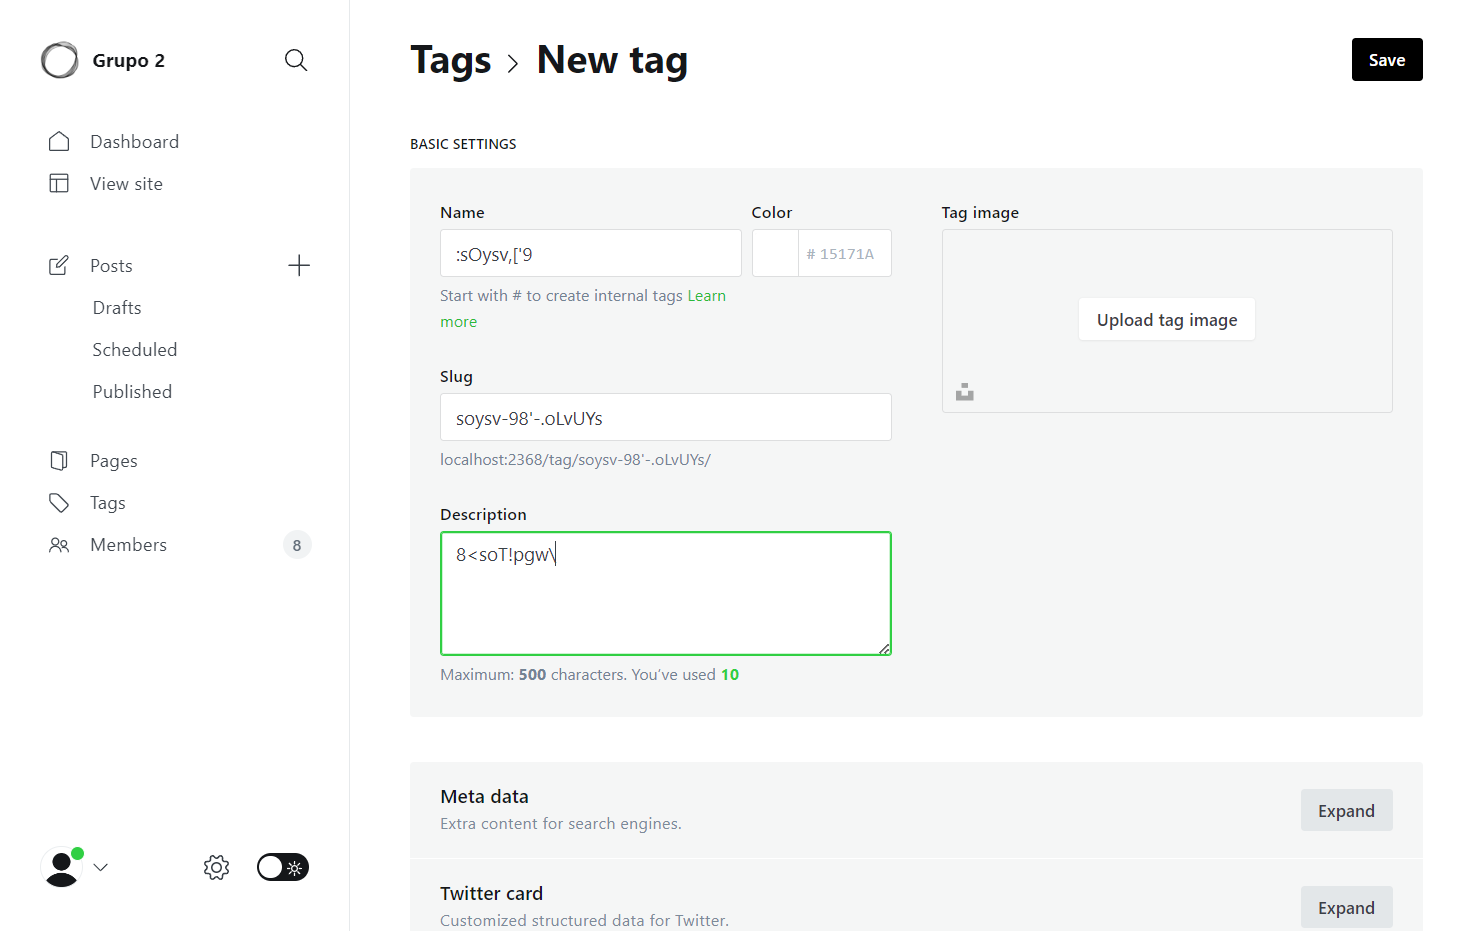 Grupo 2
Dashboard
View site
Posts
Drafts
Scheduled
Published
Pages
Tags
Members
8
Tags
New tag
Save
BASIC SETTINGS
Name
:sOysv,['9
Start with # to create internal tags Learn
more
Color
# 15171A
Slug
soysv-98'-.oLvUYs
localhost:2368/tag/soysv-98'-.oLvUYs/
Description
8<soT!pgw\
Maximum: 500 characters. You’ve used 10
Tag image
Upload tag image
Meta data
Extra content for search engines.
Expand
Twitter card
Customized structured data for Twitter.
Expand